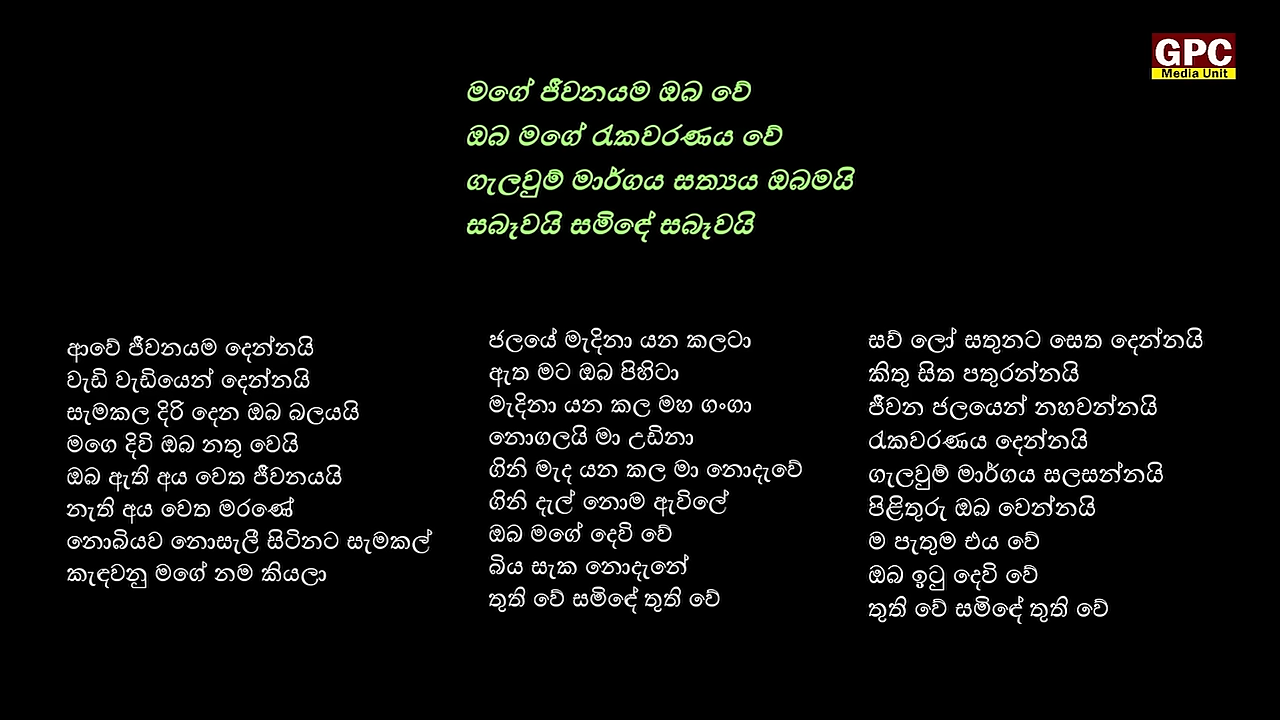 GPC
Media Unit
මගේ ජීවනයම ඔබ වේ
ඔබ මගේ රැකවරණය වේ
ගැලවුම් මාර්ගය සත්‍යය ඔබමයි
සබෑවයි සමිඳේ සබෑවයි
ආවේ ජීවනයම දෙන්නයි
වැඩි වැඩියෙන් දෙන්නයි
සැමකල දිරි දෙන ඔබ බලයයි
මගෙ දිවි ඔබ නතු වෙයි
ඔබ ඇති අය වෙත ජීවනයයි
නැති අය වෙත මරණේ
නොබියව නොසැලී සිටිනට සැමකල්
කැඳවනු මගේ නම කියලා
ජලයේ මැදිනා යන කලටා
ඇත මට ඔබ පිහිටා
මැදිනා යන කල මහ ගංගා
නොගලයි මා උඩිනා
ගිනි මැද යන කල මා නොදැවේ
ගිනි දැල් නොම ඇවිලේ
ඔබ මගේ දෙවි වේ
බිය සැක නොදැනේ
තුති වේ සමිඳේ තුති වේ
සව් ලෝ සතුනට සෙත දෙන්නයි
කිතු සිත පතුරන්නයි
ජීවන ජලයෙන් නහවන්නයි
රැකවරණය දෙන්නයි
ගැලවුම් මාර්ගය සලසන්නයි
පිළිතුරු ඔබ වෙන්නයි
ම පැතුම එය වේ
ඔබ ඉටු දෙවි වේ
තුති වේ සමිඳේ තුති වේ